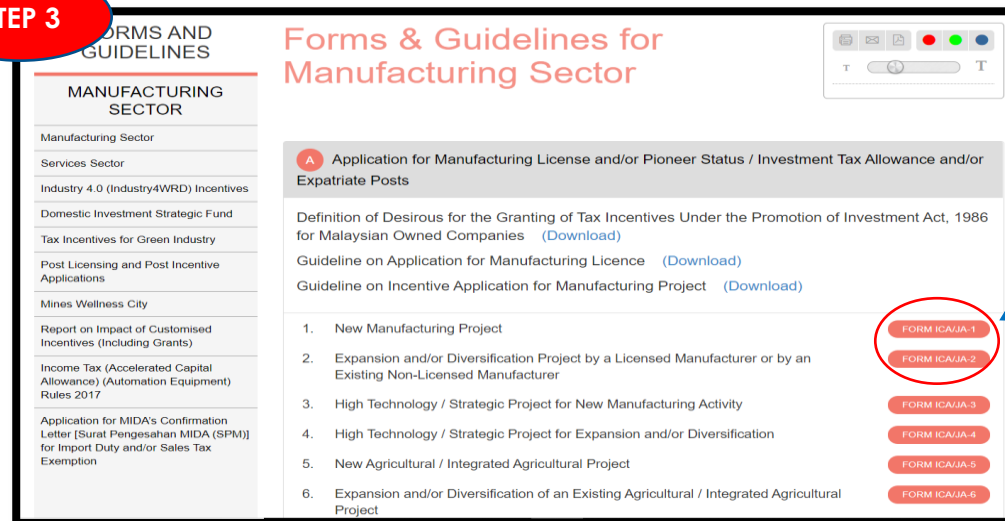 TEP 3
ORMS AND
GUIDELINES
MANUFACTURING
SECTOR
Manufacturing Sector
Services Sector
Industry 4.0 (Industry4WRD) Incentives
Domestic Investment Strategic Fund
Tax Incentives for Green Industry
Post Licensing and Post Incentive
Applications
Mines Wellness City
Report on Impact of Customised
Incentives (Including Grants)
Income Tax (Accelerated Capital
Allowance) (Automation Equipment)
Rules 2017
Application for MIDA's Confirmation
Letter [Surat Pengesahan MIDA (SPM)]
for Import Duty and/or Sales Tax
Exemption
Forms & Guidelines for
Manufacturing Sector
T T
A Application for Manufacturing License and/or Pioneer Status / Investment Tax Allowance and/or
Expatriate Posts
Definition of Desirous for the Granting of Tax Incentives Under the Promotion of Investment Act, 1986
for Malaysian Owned Companies (Download)
Guideline on Application for Manufacturing Licence (Download)
Guideline on Incentive Application for Manufacturing Project (Download)
1. New Manufacturing Project FORM ICA/JA-1
2. Expansion and/or Diversification Project by a Licensed Manufacturer or by an FORM ICA/JA-2
Existing Non-Licensed Manufacturer
3. High Technology / Strategic Project for New Manufacturing Activity FORM ICA/JA-3
4. High Technology / Strategic Project for Expansion and/or Diversification FORM ICA/JA-4
5. New Agricultural / Integrated Agricultural Project FORM ICA/JA-5
6. Expansion and/or Diversification of an Existing Agricultural / Integrated Agricultural FORM ICA/JA-6
Project